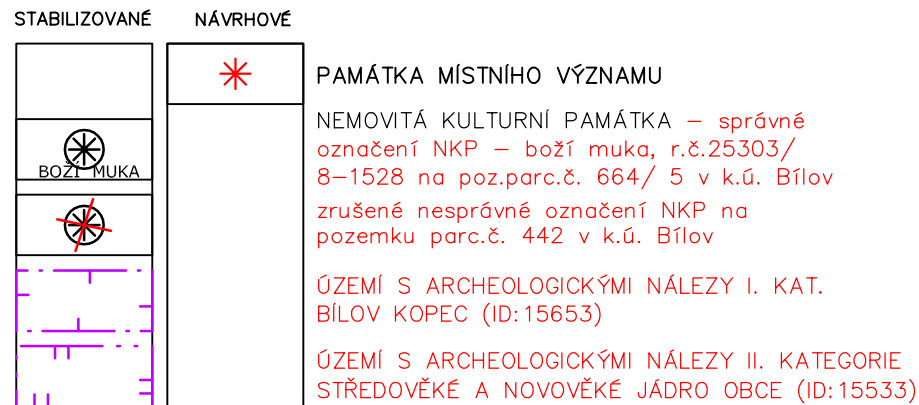 STABILIZOVANÉ NÁVRHOVÉ
PAMÁTKA MÍSTNÍHO VÝZNAMU
NEMOVITÁ KULTURNÍ PAMÁTKA – správné
označení NKP – boží muka, r.č.25303/
BOŽÍ MUKA
8–1528 na poz.parc.č. 664/ 5 v k.ú. Bílov
zrušené nesprávné označení NKP na
pozemku parc.č. 442 v k.ú. Bílov
ÚZEMÍ S ARCHEOLOGICKÝMI NÁLEZY I. KAT.
BÍLOV KOPEC (ID:15653)
ÚZEMÍ S ARCHEOLOGICKÝMI NÁLEZY II. KATEGORIE
STŘEDOVĚKÉ A NOVOVĚKÉ JÁDRO OBCE (ID:15533)